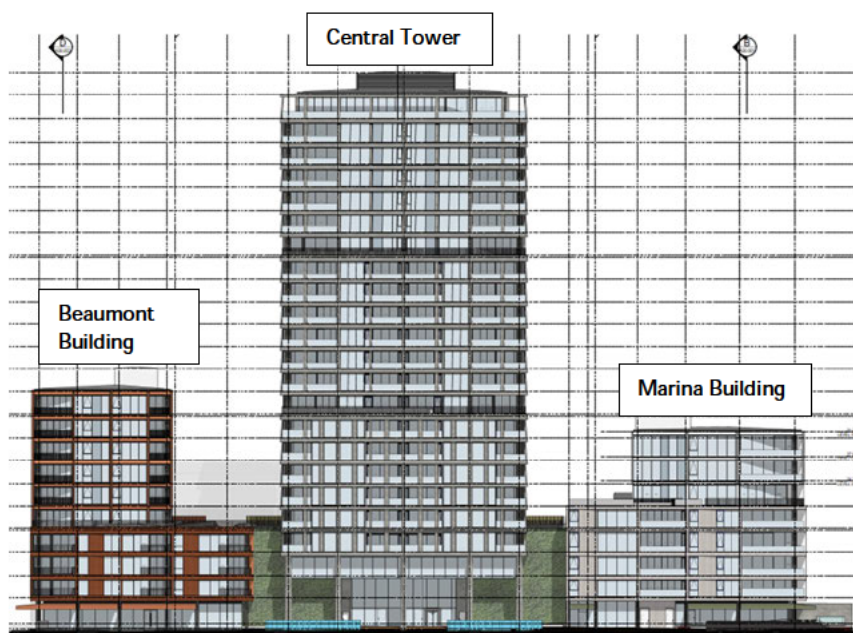 D
B
Central Tower
Beaumont
Building
Marina Building